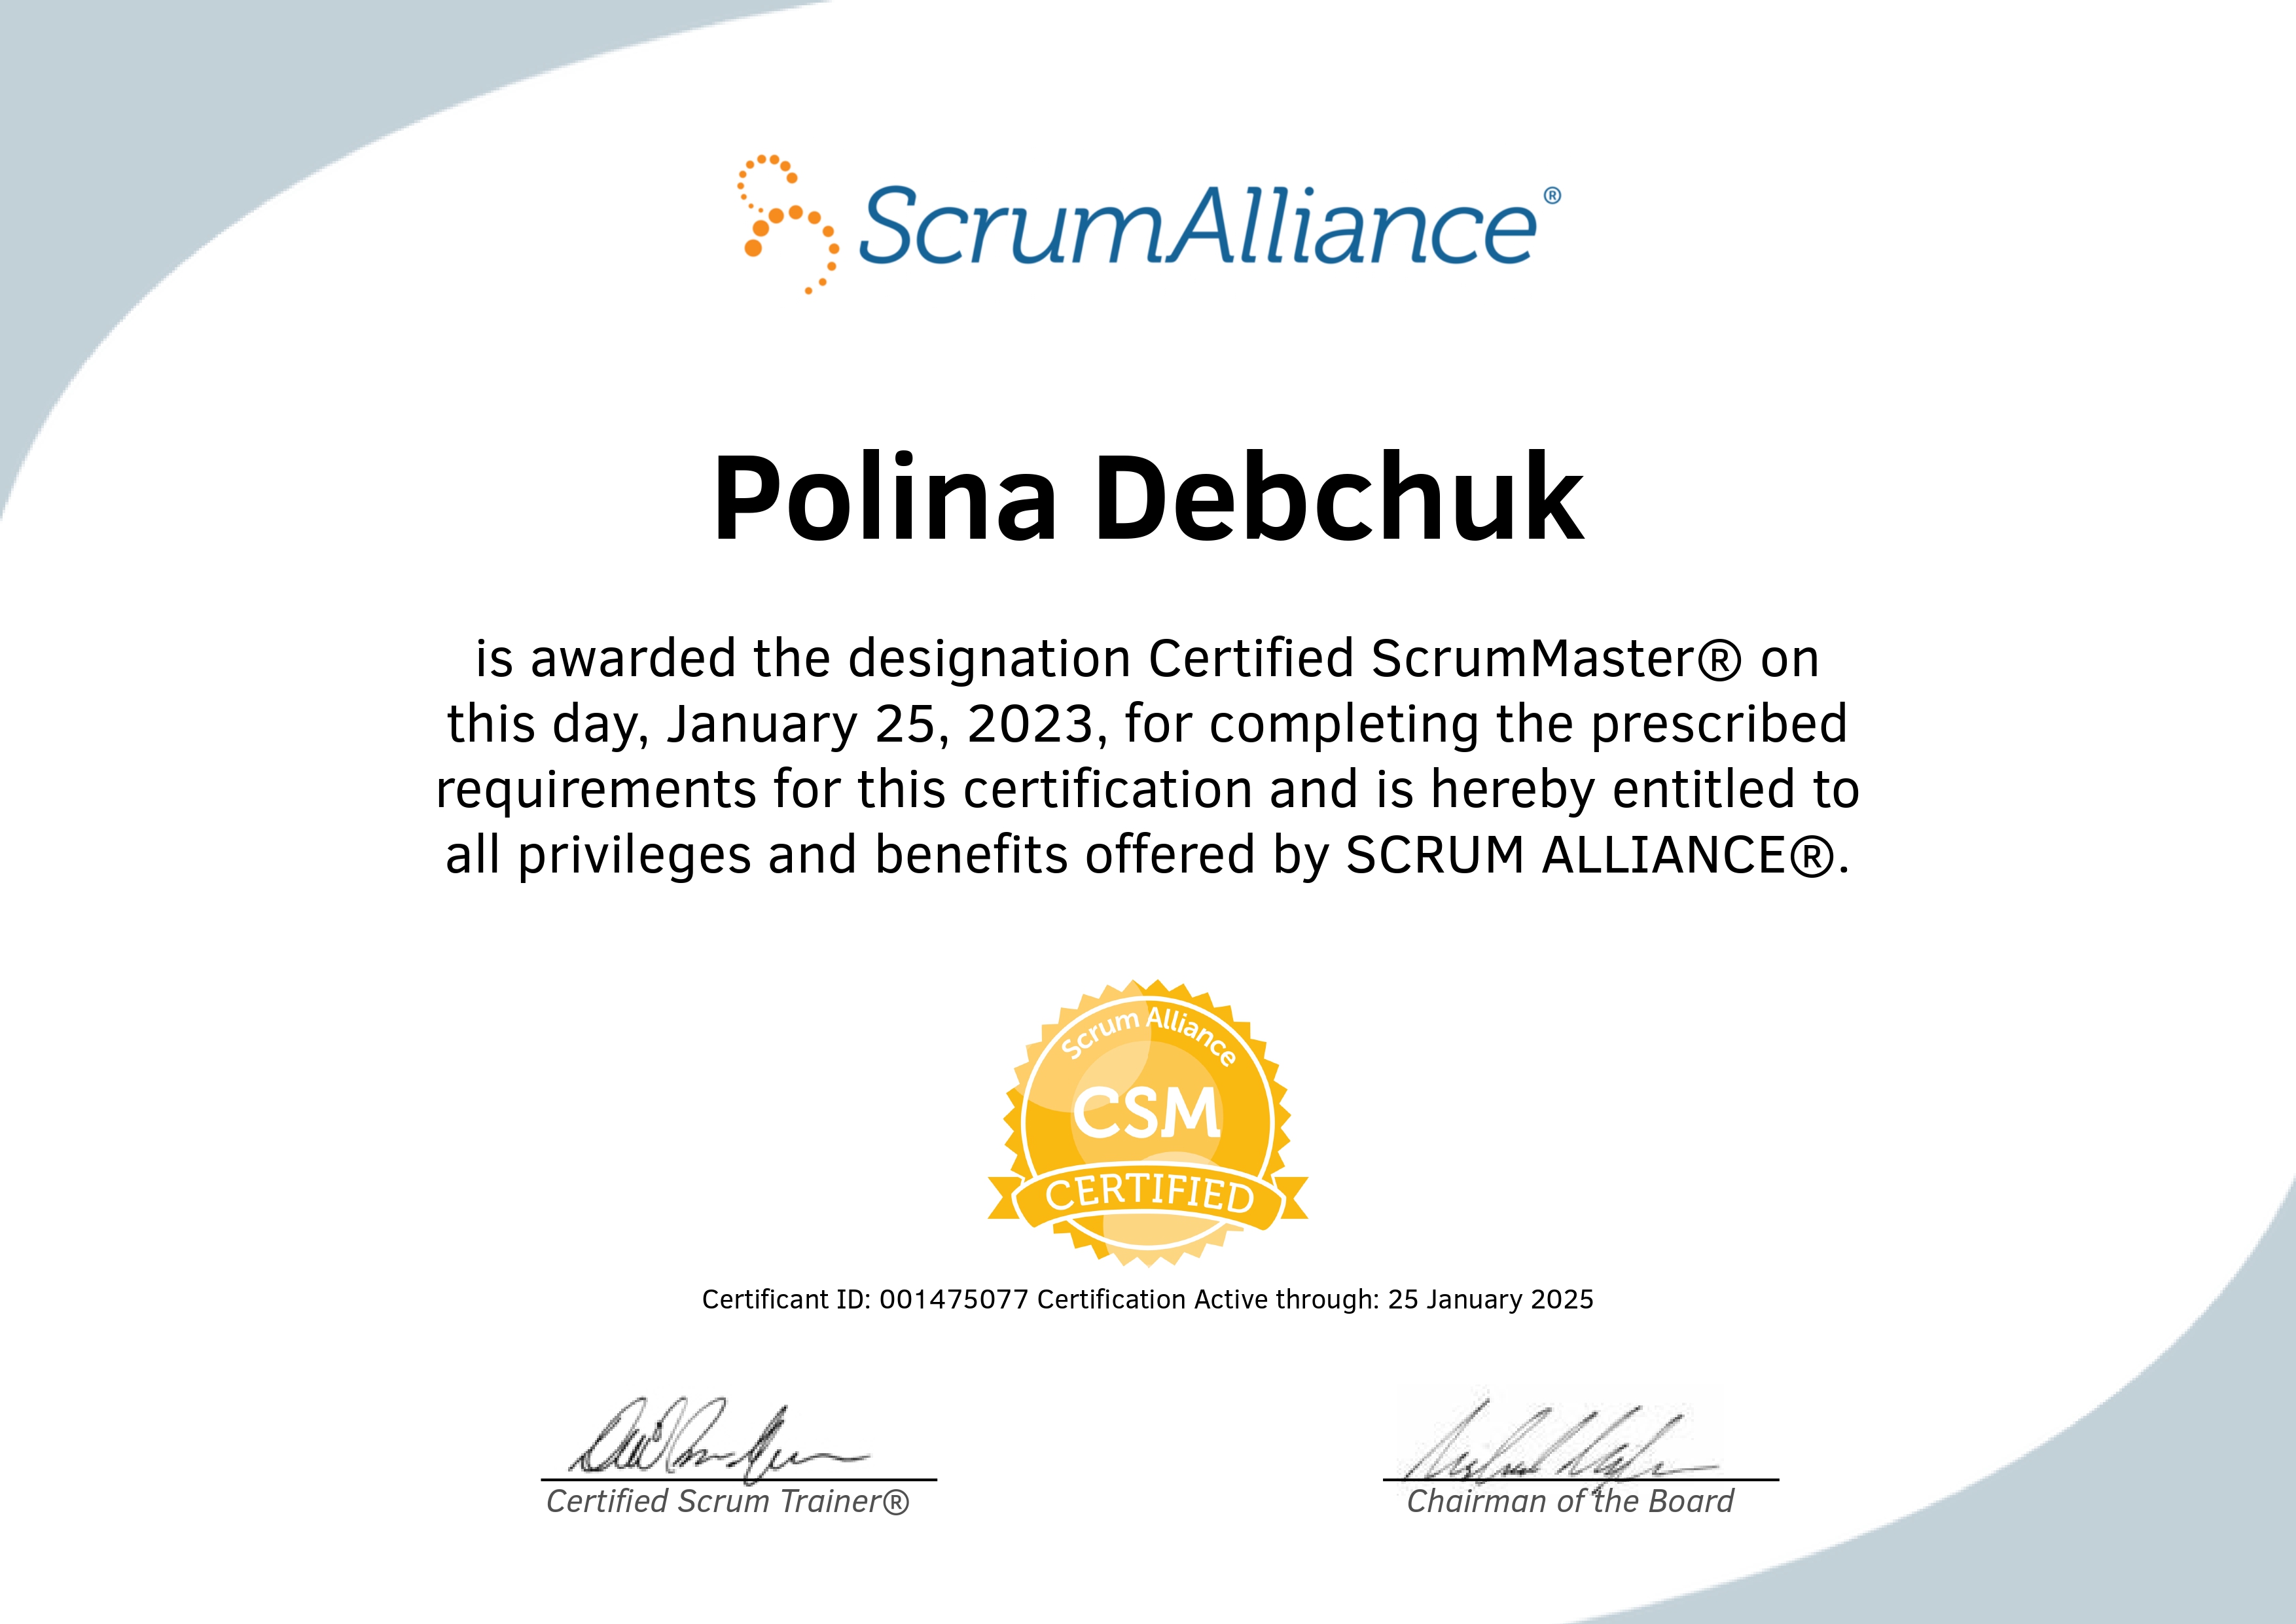 ScrumAlliance®
Polina Debchuk
is awarded the designation Certified ScrumMaster® on
this day, January 25, 2023, for completing the prescribed
requirements for this certification and is hereby entitled to
all privileges and benefits offered by SCRUM ALLIANCE®.
Scrum Alliance
CSM
CERTIFIED
Certificant ID: 001475077 Certification Active through: 25 January 2025
Certified Scrum Trainer®
Chairman of the Board